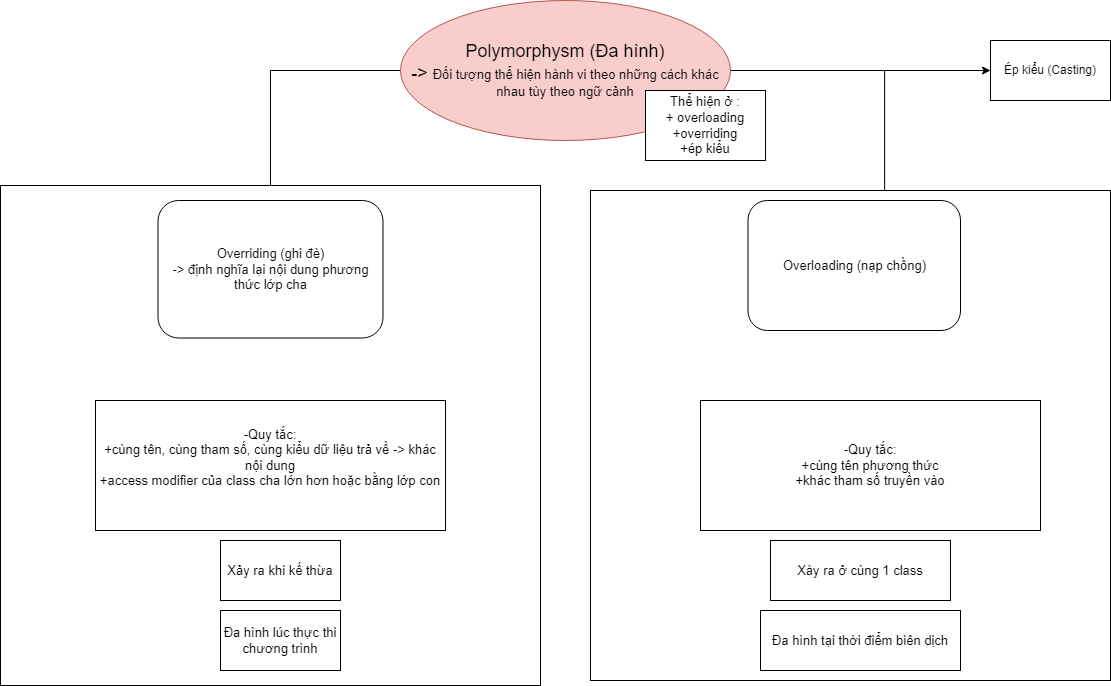 Polymorphysm (Đa hình)
-> Đối tượng thể hiện hành vi theo những cách khác
nhau tùy theo ngữ cảnh
Thể hiện ở :
+ overloading
+overriding
+ép kiểu
Ép kiểu (Casting)
Overriding (ghi đè)
-> định nghĩa lại nội dung phương
thức lớp cha
-Quy tắc:
+cùng tên, cùng tham số, cùng kiểu dữ liệu trả về -> khác
nội dung
+access modifier của class cha lớn hơn hoặc bằng lớp con
Xảy ra khi kế thừa
Đa hình lúc thực thi
chương trình
Overloading (nạp chồng)
-Quy tắc:
+cùng tên phương thức
+khác tham số truyền vào
Xảy ra ở cùng 1 class
Đa hình tại thời điểm biên dịch